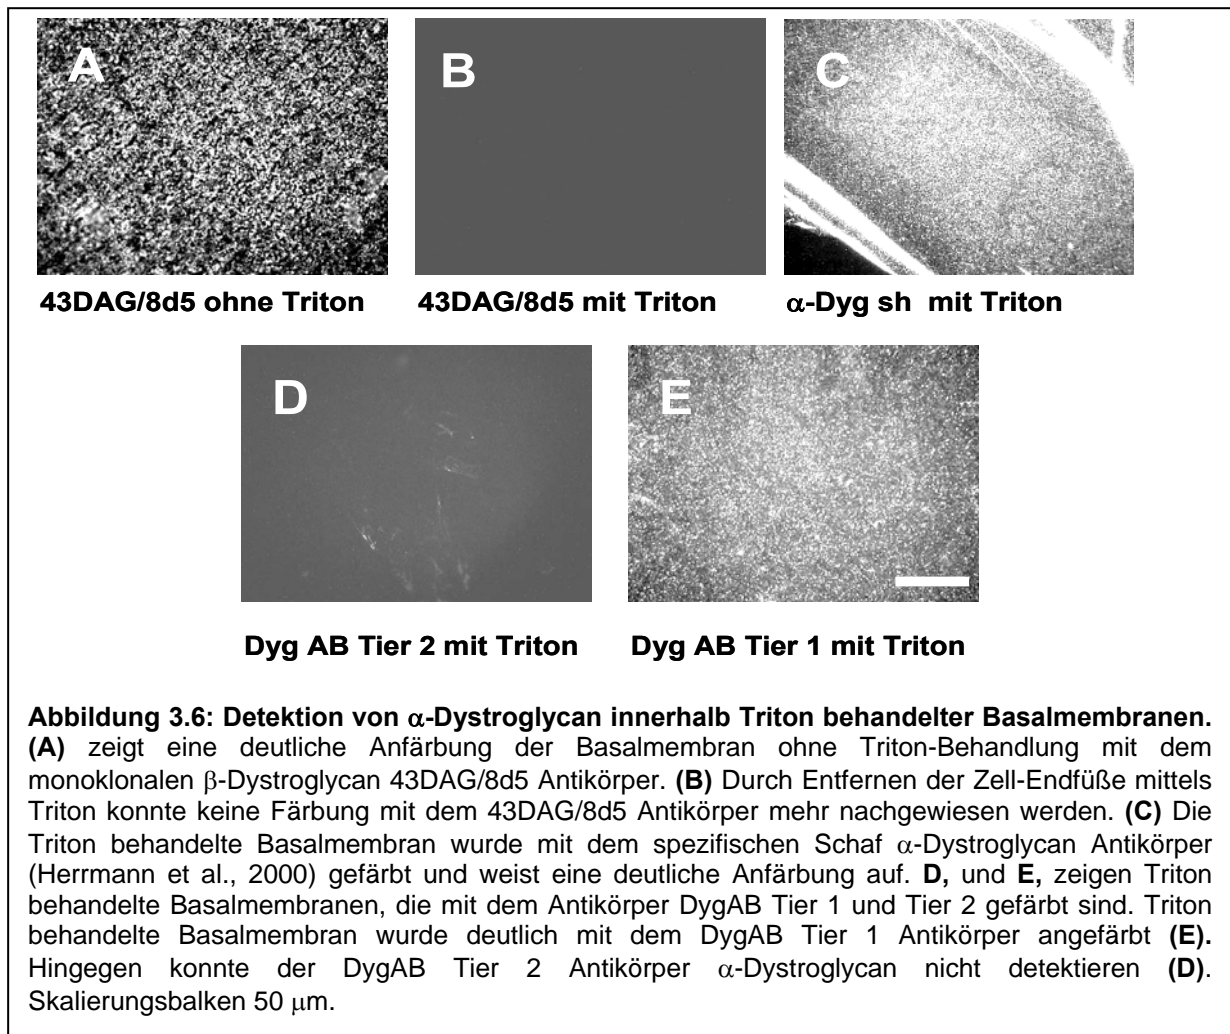 A
B
C
43DAG/8d5 ohne Triton
43DAG/8d5 mit Triton
α-Dyg sh mit Triton
D
E
Dyg AB Tier 2 mit Triton
Dyg AB Tier 1 mit Triton
Abbildung 3.6: Detektion von α-Dystroglycan innerhalb Triton behandelter Basalmembranen.
(A) zeigt eine deutliche Anfärbung der Basalmembran ohne Triton-Behandlung mit dem
monoklonalen β-Dystroglycan 43DAG/8d5 Antikörper. (B) Durch Entfernen der Zell-Endfüße mittels
Triton konnte keine Färbung mit dem 43DAG/8d5 Antikörper mehr nachgewiesen werden. (C) Die
Triton behandelte Basalmembran wurde mit dem spezifischen Schaf α-Dystroglycan Antikörper
(Herrmann et al., 2000) gefärbt und weist eine deutliche Anfärbung auf. D, und E, zeigen Triton
behandelte Basalmembranen, die mit dem Antikörper DygAB Tier 1 und Tier 2 gefärbt sind. Triton
behandelte Basalmembran wurde deutlich mit dem DygAB Tier 1 Antikörper angefärbt (E).
Hingegen konnte der DygAB Tier 2 Antikörper α-Dystroglycan nicht detektieren (D).
Skalierungsbalken 50 μm.